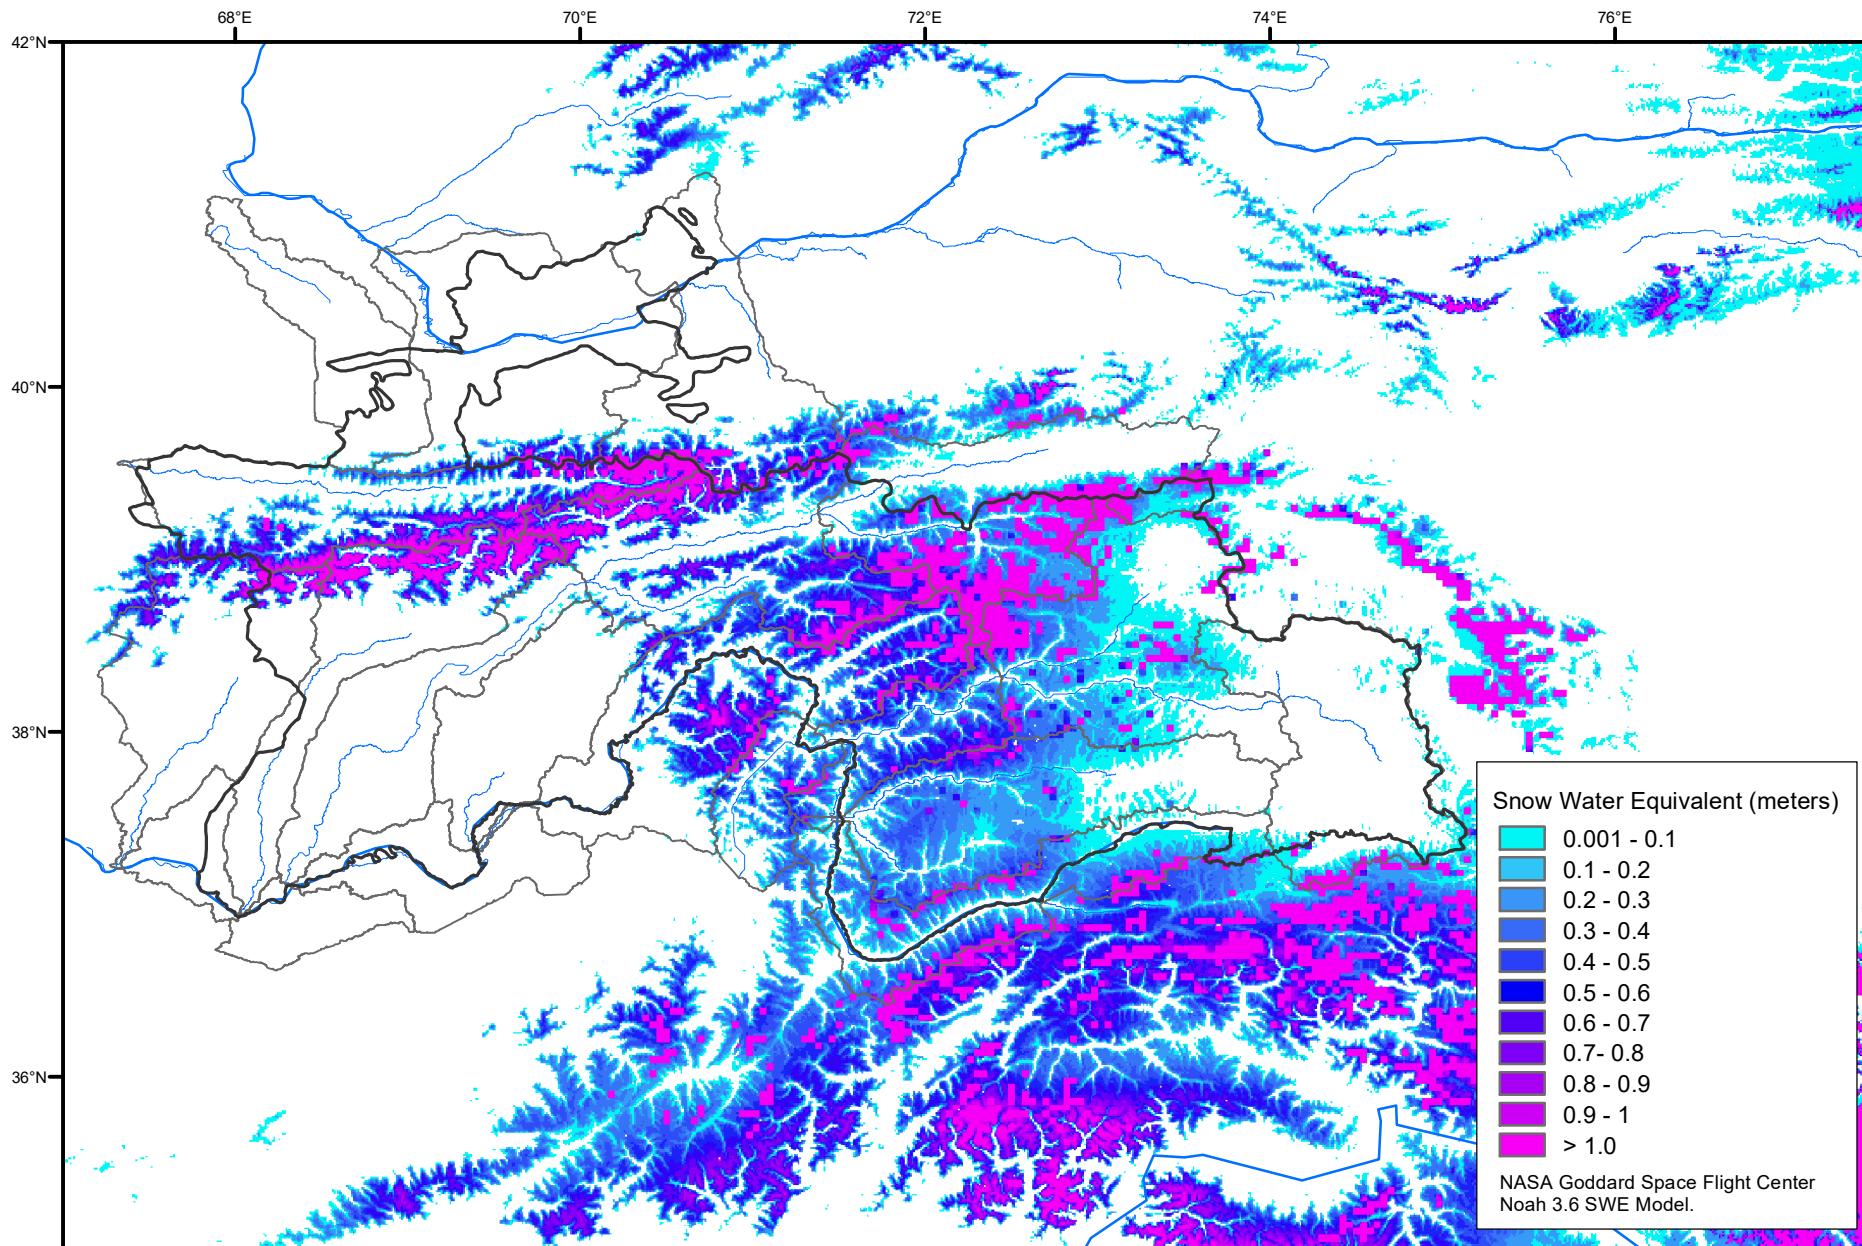 68°E
70°E
72°E
74°E
76°E
42°N
40°N
38°N
36°N
Snow Water Equivalent (meters)
0.001 - 0.1
0.1 - 0.2
0.2 - 0.3
0.3 - 0.4
0.4 - 0.5
0.5 - 0.6
0.6 - 0.7
0.7- 0.8
0.8 - 0.9
0.9 - 1
> 1.0
NASA Goddard Space Flight Center
Noah 3.6 SWE Model.